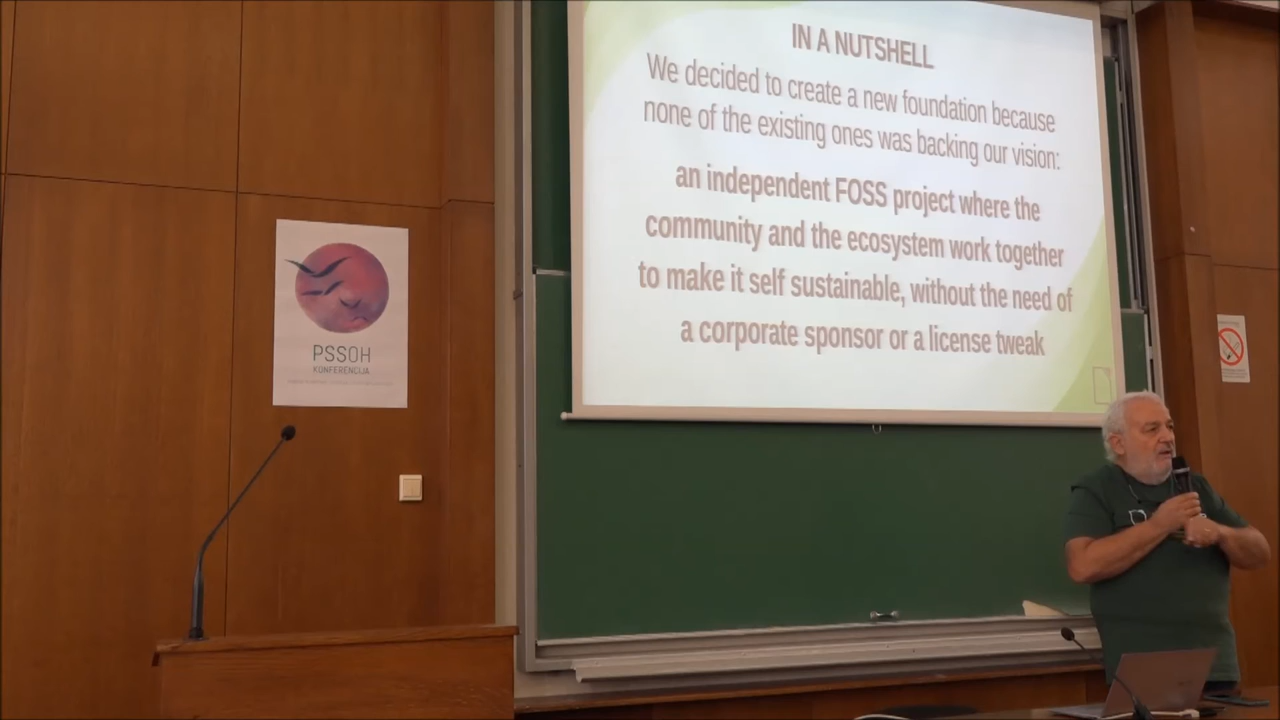 IN A NUTSHELL
We decided to create a new foundation because
none of the existing ones was backing our vision:
an independent FOSS project where the
community and the ecosystem work together
to make it self sustainable, without the need of
a corporate sponsor or a license tweak
PSSOH
KONFERENCIJA